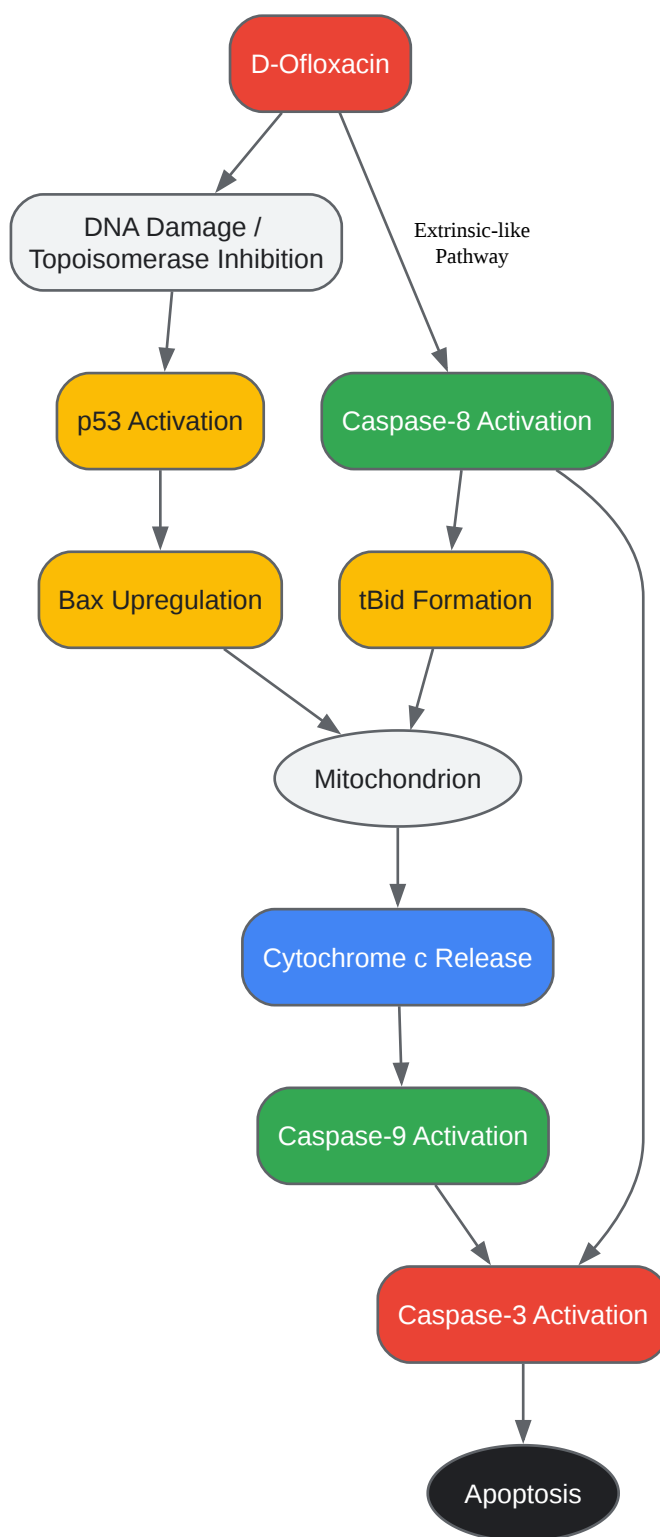 D-Ofloxacin
DNA Damage /
Topoisomerase Inhibition
Extrinsic-like
Pathway
p53 Activation
Caspase-8 Activation
Bax Upregulation
tBid Formation
Mitochondrion
Cytochrome c Release
Caspase-9 Activation
Caspase-3 Activation
Apoptosis